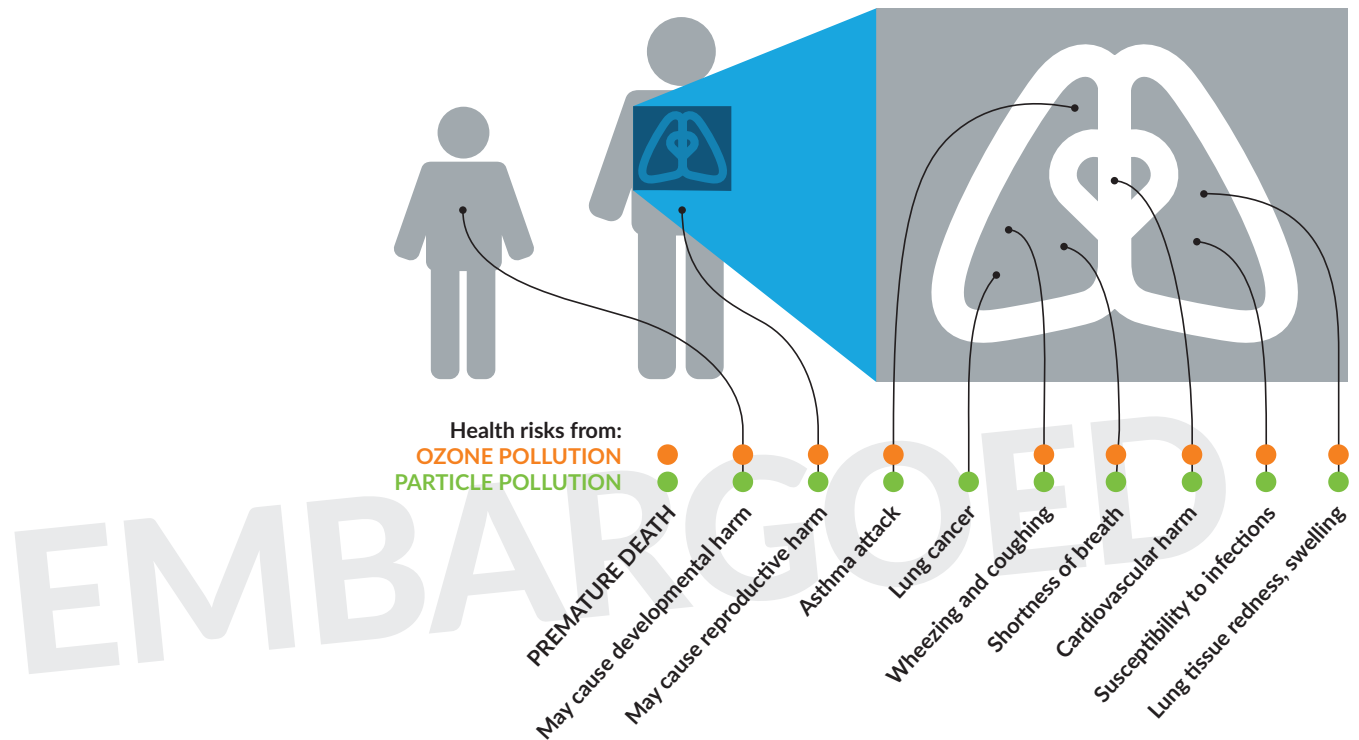 Health risks from:
OZONE POLLUTION
PARTICLE POLLUTION
PREMATURE DEATH
May cause developmental harm
May cause reproductive harm
Asthma attack
Lung cancer
Wheezing and coughing
Shortness of breath
Cardiovascular harm
Susceptibility to infections
Lung tissue redness, swelling
EMBARGOED